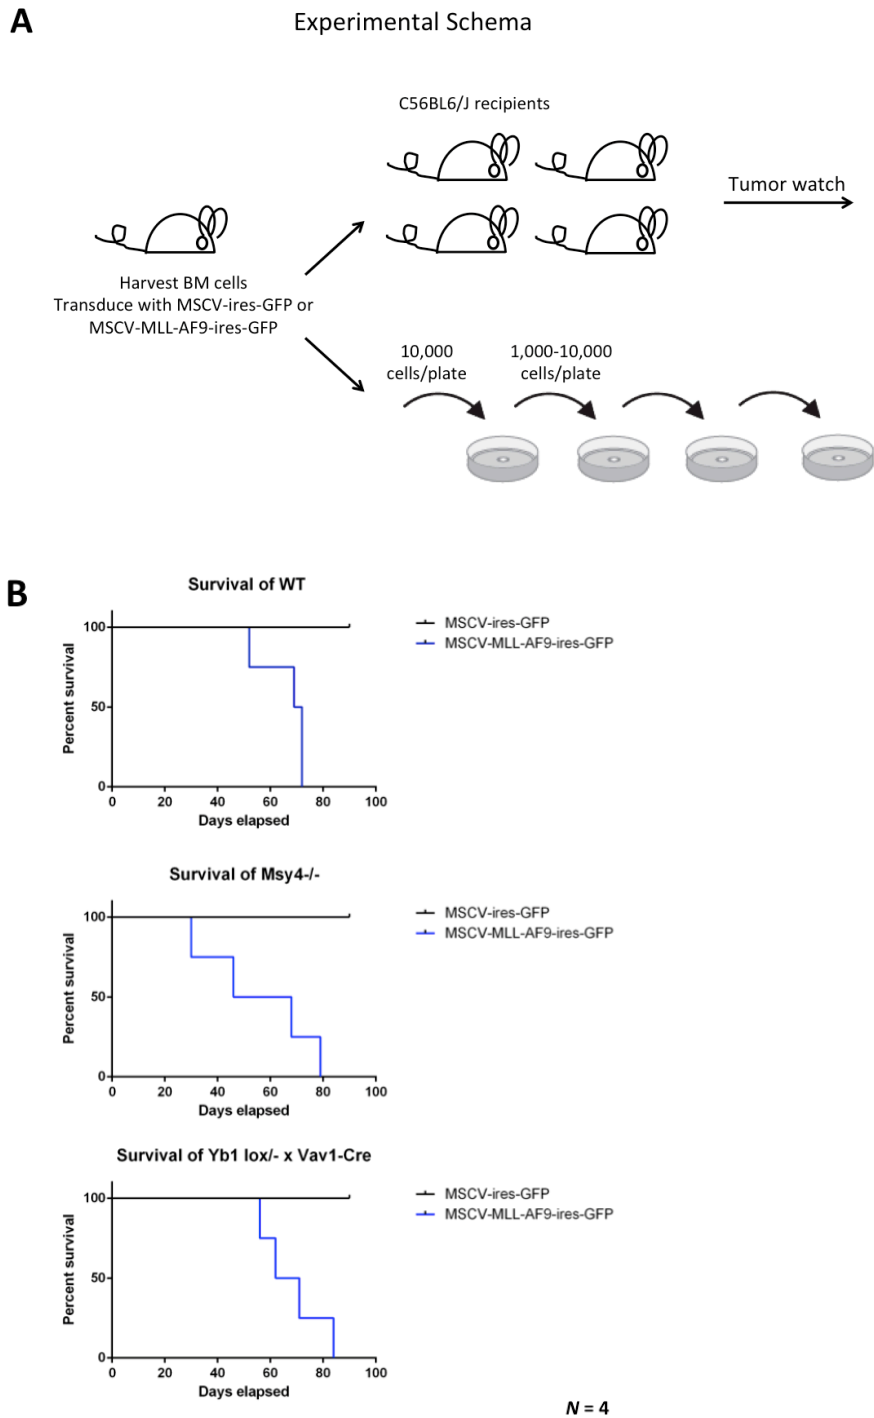 A
Experimental Schema
C56BL6/J recipients
Tumor watch
Harvest BM cells
Transduce with MSCV-ires-GFP or
MSCV-MLL-AF9-ires-GFP
10,000
cells/plate
1,000-10,000
cells/plate
B
Survival of WT
MSCV-ires-GFP
MSCV-MLL-AF9-ires-GFP
Percent survival
100
50
0
0 20 40 60 80 100
Days elapsed
Survival of Msy4-/-
MSCV-ires-GFP
MSCV-MLL-AF9-ires-GFP
Percent survival
100
50
0
0 20 40 60 80 100
Days elapsed
Survival of Yb1 lox/- x Vav1-Cre
MSCV-ires-GFP
MSCV-MLL-AF9-ires-GFP
Percent survival
100
50
0
0 20 40 60 80 100
Days elapsed
N = 4